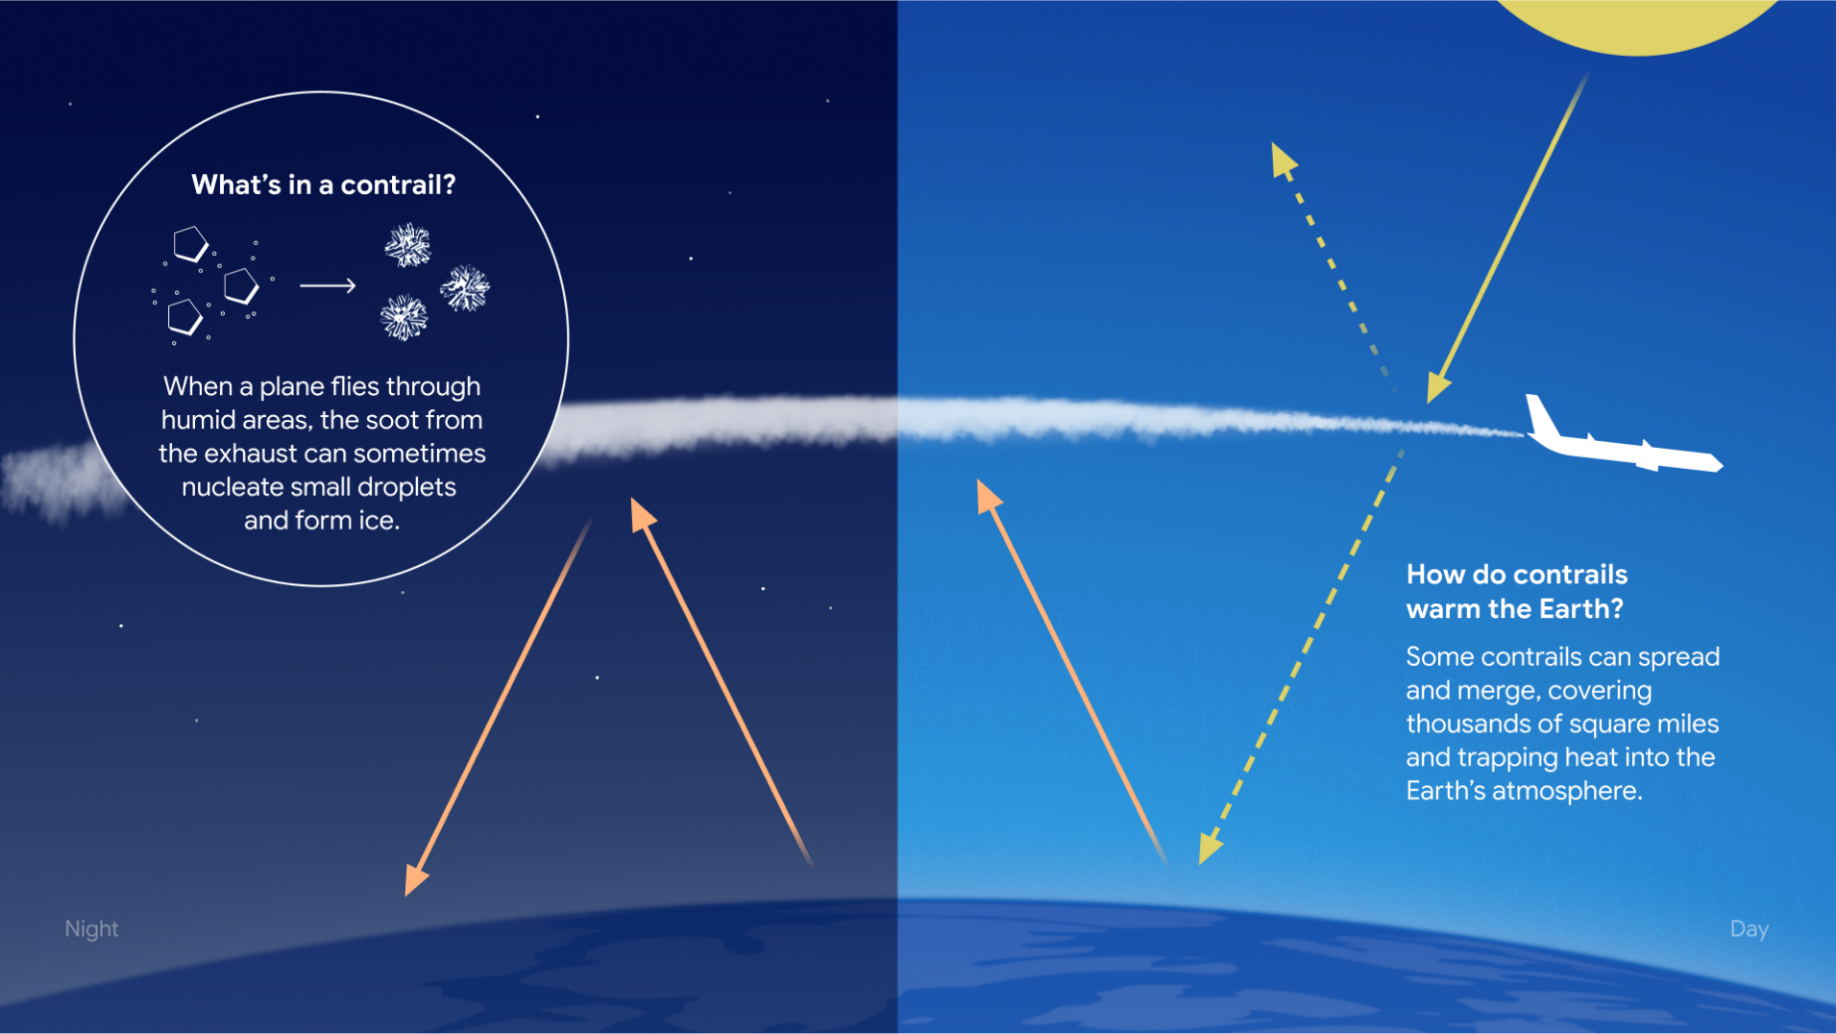 What's in a contrail?
When a plane flies through
humid areas, the soot from
the exhaust can sometimes
nucleate small droplets
and form ice.
How do contrails
warm the Earth?
Some contrails can spread
and merge, covering
thousands of square miles
and trapping heat into the
Earth's atmosphere.
Night
Day